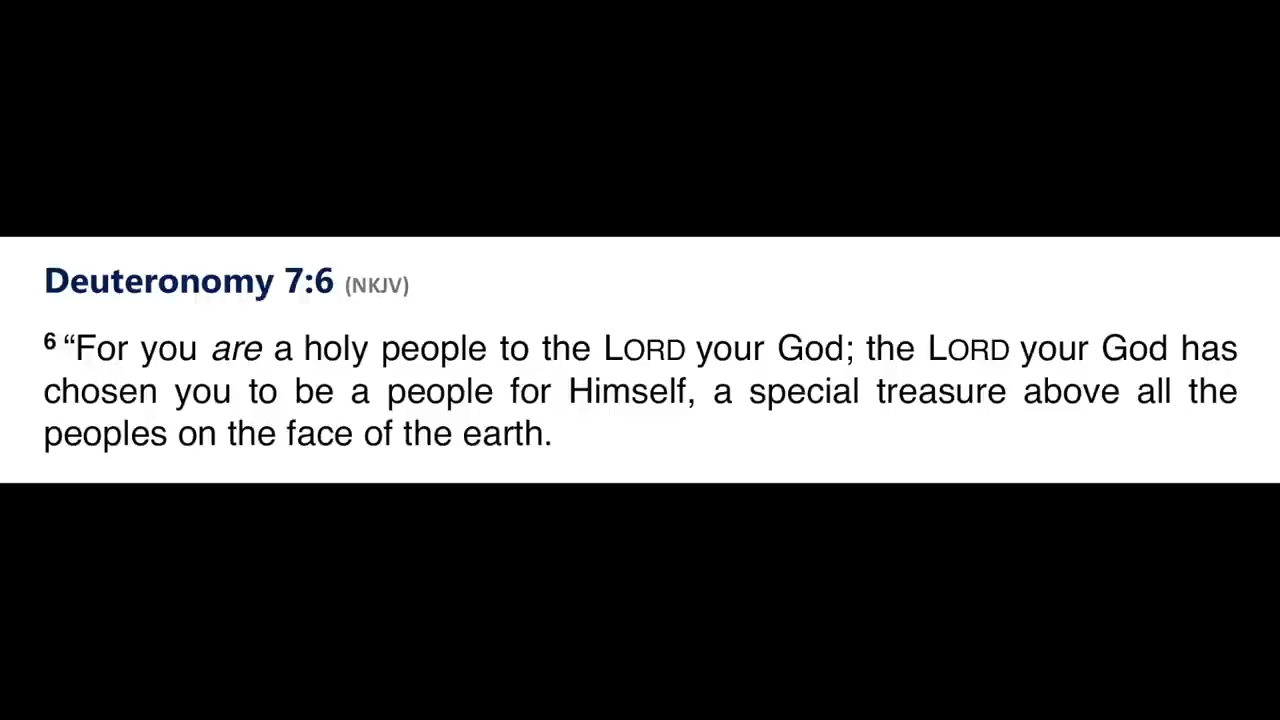 Deuteronomy 7:6 (NKJV)
6 “For you are a holy people to the LORD your God; the LORD your God has
chosen you to be a people for Himself, a special treasure above all the
peoples on the face of the earth.